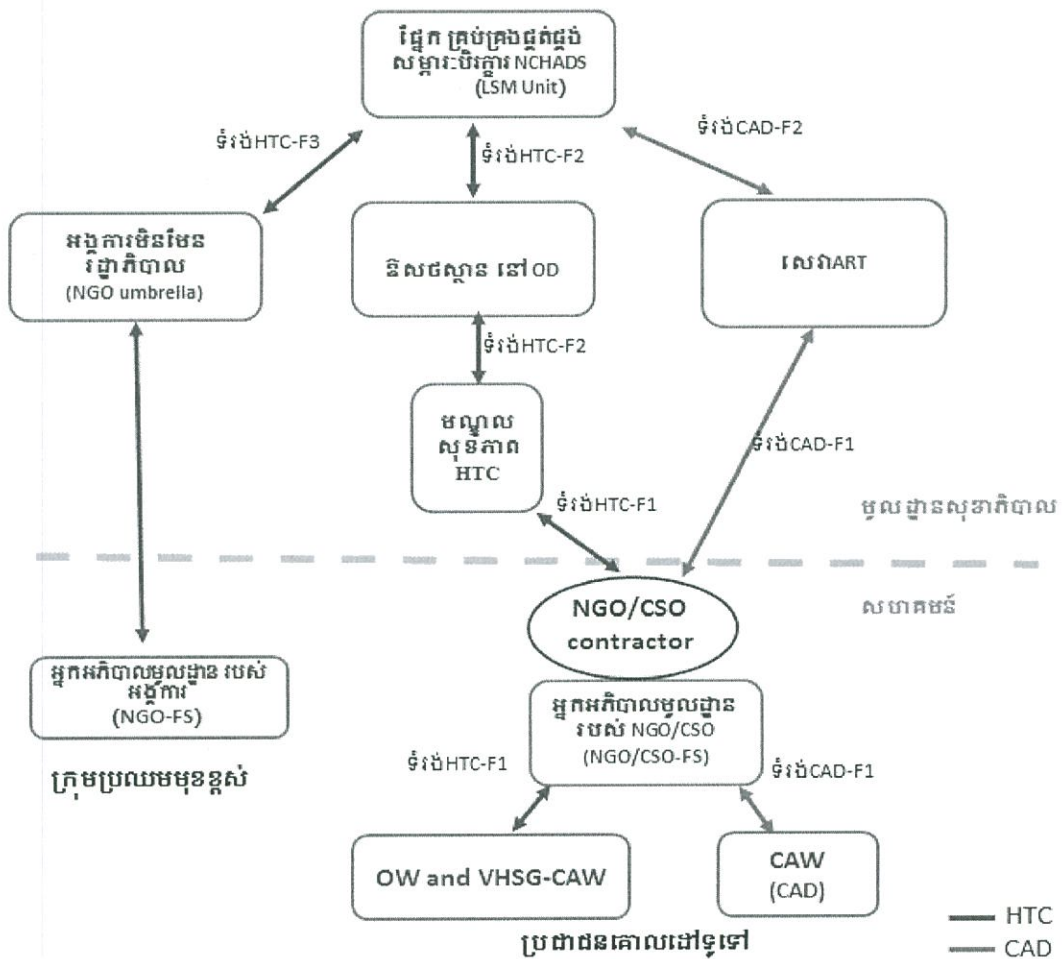 ផ្នែក គ្រប់គ្រងផ្គត់ផ្គង់
សម្ភារៈបរិក្ខារ NCHADS
(LSM Unit)
ទំរង់HTC-F3
ទំរង់HTC-F2
ទំរង់CAD-F2
អង្គការមិនមែន
រដ្ឋាភិបាល
(NGO umbrella)
ឱសថស្ថាន នៅ OD
សេវាART
ទំរង់HTC-F2
មណ្ឌល
សុខភាព
HTC
ទំរង់CAD-F1
ទំរង់HTC-F1
មូលដ្ឋានសុខាភិបាល
សហគមន៍
NGO/CSO
contractor
អ្នកអភិបាលមូលដ្ឋាន របស់
អង្គការ
(NGO-FS)
អ្នកអភិបាលមូលដ្ឋាន
របស់ NGO/CSO
(NGO/CSO-FS)
ក្រុមប្រឈមមុខខ្ពស់
ទំរង់HTC-F1
ទំរង់CAD-F1
OW and VHSG-CAW
CAW
(CAD)
ប្រជាជនគោលដៅទូទៅ
HTC
CAD